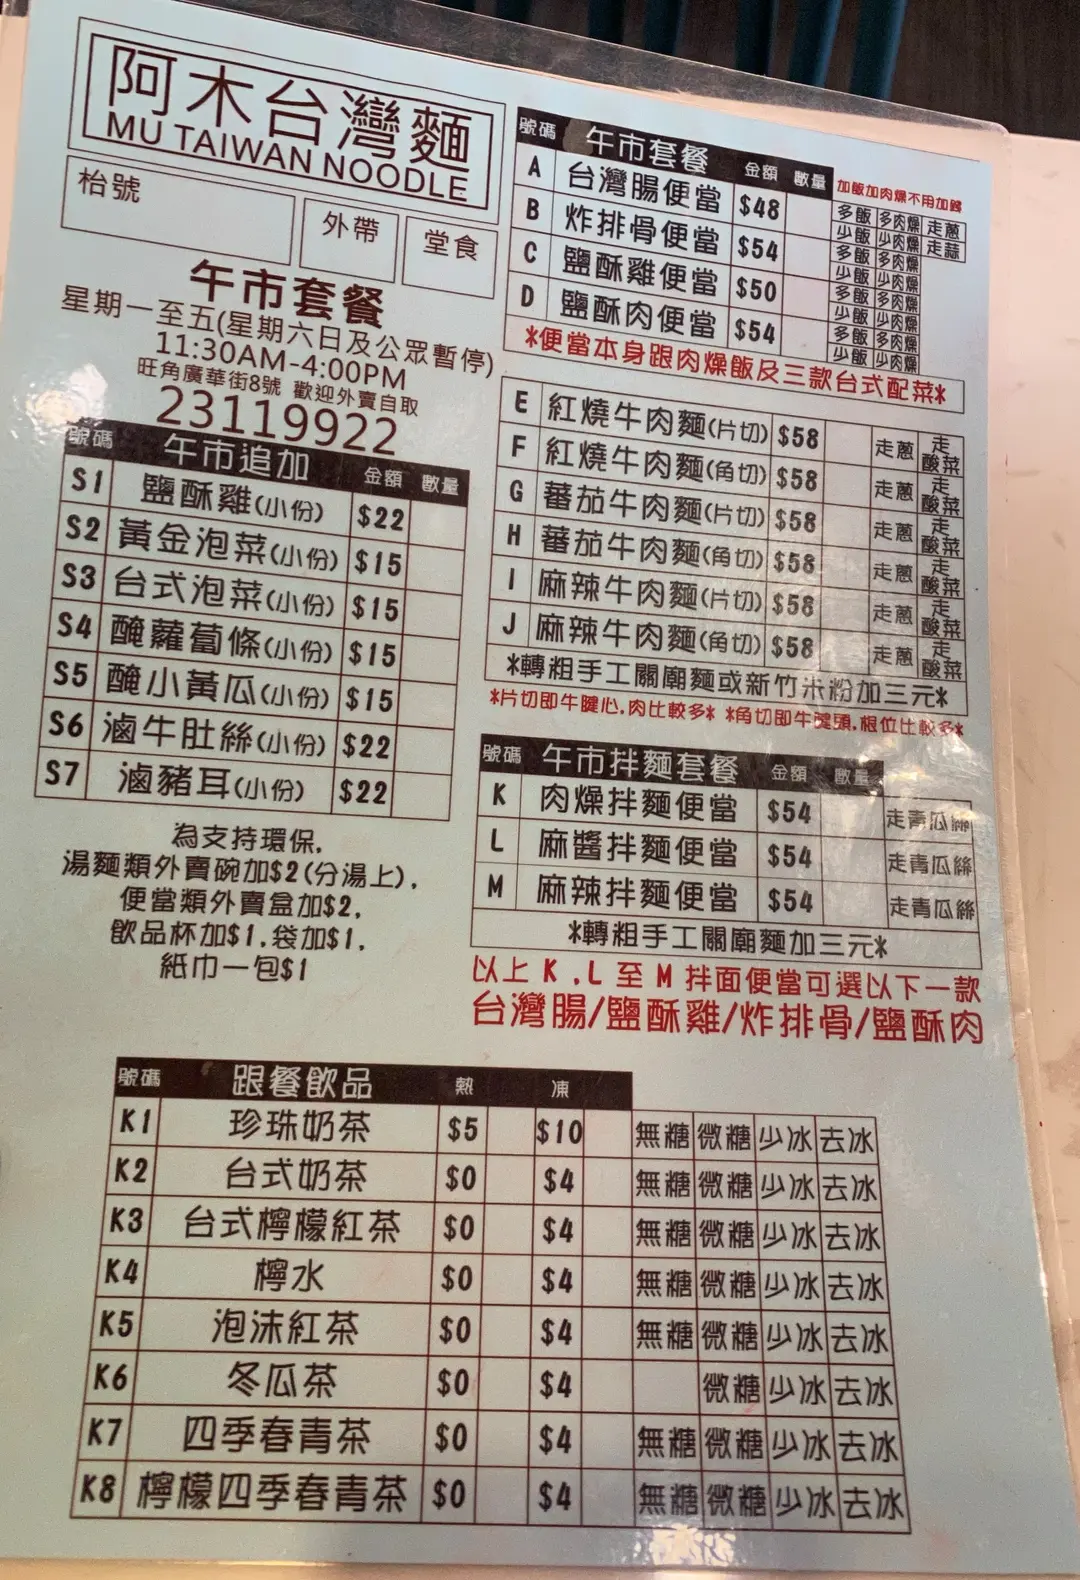 阿木台灣麵
MU TAIWAN NOODLE
枱號
外帶
堂食
午市套餐
星期一至五(星期六日及公眾暫停)
11:30AM-4:00PM
旺角廣華街8號 歡迎外賣自取
23119922
號碼 午市追加 金額 數量
S1 鹽酥雞(小份) $22
S2 黃金泡菜(小份) $15
S3 台式泡菜(小份) $15
S4 醃蘿蔔條(小份) $15
S5 醃小黃瓜(小份) $15
S6 滷牛肚絲(小份) $22
S7 滷豬耳(小份) $22
為支持環保,
湯麵類外賣碗加$2(分湯上),
便當類外賣盒加$2,
飲品杯加$1,袋加$1,
紙巾一包$1
號碼 午市套餐 金額 數量
加飯加肉燥不用加錢
A 台灣腸便當 $48 多飯 多肉燥 走蔥
少飯 少肉燥 走蒜
B 炸排骨便當 $54 多飯 多肉燥
少飯 少肉燥
C 鹽酥雞便當 $50 多飯 多肉燥
少飯 少肉燥
D 鹽酥肉便當 $54 多飯 多肉燥
少飯 少肉燥
*便當本身跟肉燥飯及三款台式配菜*
E 紅燒牛肉麵(片切) $58 走蔥 走酸菜
F 紅燒牛肉麵(角切) $58 走蔥 走酸菜
G 蕃茄牛肉麵(片切) $58 走蔥 走酸菜
H 蕃茄牛肉麵(角切) $58 走蔥 走酸菜
I 麻辣牛肉麵(片切) $58 走蔥 走酸菜
J 麻辣牛肉麵(角切) $58 走蔥 走酸菜
*轉粗手工關廟麵或新竹米粉加三元*
*片切即牛𦟌心,肉比較多* *角切即牛𦟌頭,根位比較多*
號碼 午市拌麵套餐 金額 數量
K 肉燥拌麵便當 $54 走青瓜絲
L 麻醬拌麵便當 $54 走青瓜絲
M 麻辣拌麵便當 $54 走青瓜絲
*轉粗手工關廟麵加三元*
以上 K ,L 至 M 拌面便當可選以下一款
台灣腸/鹽酥雞/炸排骨/鹽酥肉
號碼 跟餐飲品 熱 凍
K1 珍珠奶茶 $5 $10 無糖 微糖 少冰 去冰
K2 台式奶茶 $0 $4 無糖 微糖 少冰 去冰
K3 台式檸檬紅茶 $0 $4 無糖 微糖 少冰 去冰
K4 檸水 $0 $4 無糖 微糖 少冰 去冰
K5 泡沫紅茶 $0 $4 無糖 微糖 少冰 去冰
K6 冬瓜茶 $0 $4 微糖 少冰 去冰
K7 四季春青茶 $0 $4 無糖 微糖 少冰 去冰
K8 檸檬四季春青茶 $0 $4 無糖 微糖 少冰 去冰